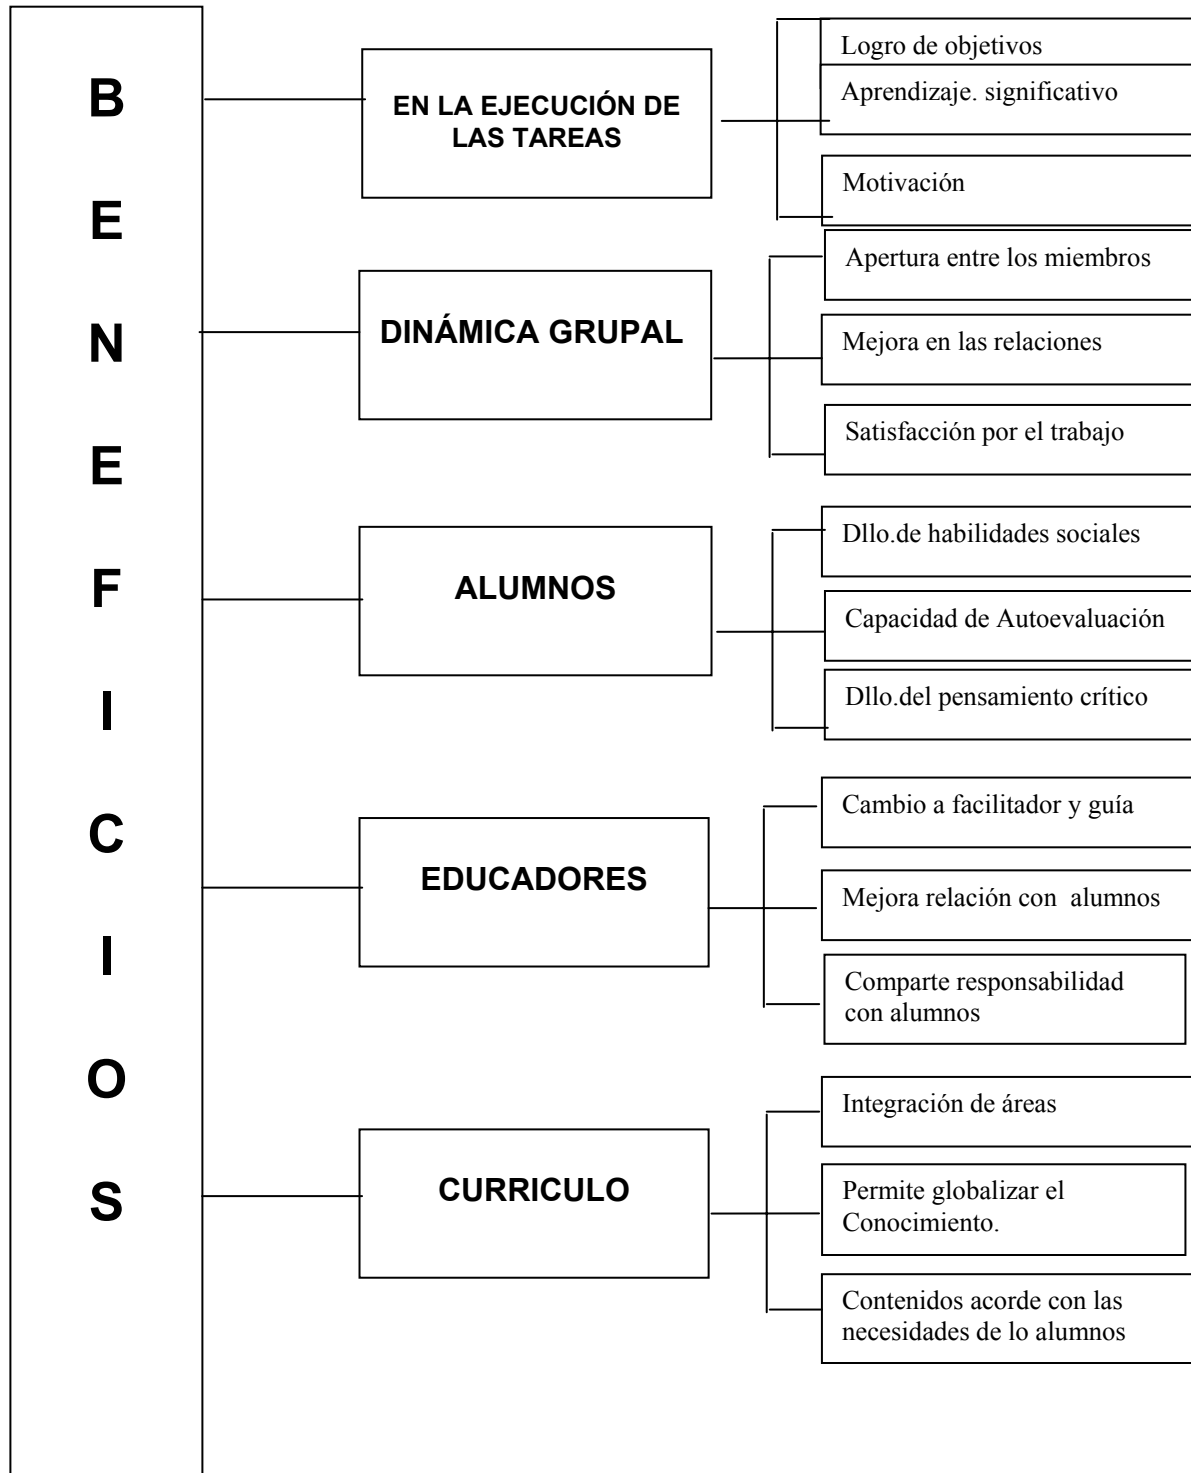 BENEFICIOS
EN LA EJECUCIÓN DE
LAS TAREAS
Logro de objetivos
Aprendizaje. significativo
Motivación
DINÁMICA GRUPAL
Apertura entre los miembros
Mejora en las relaciones
Satisfacción por el trabajo
ALUMNOS
Dllo.de habilidades sociales
Capacidad de Autoevaluación
Dllo.del pensamiento crítico
EDUCADORES
Cambio a facilitador y guía
Mejora relación con  alumnos
Comparte responsabilidad
con alumnos
CURRICULO
Integración de áreas
Permite globalizar el
Conocimiento.
Contenidos acorde con las
necesidades de lo alumnos